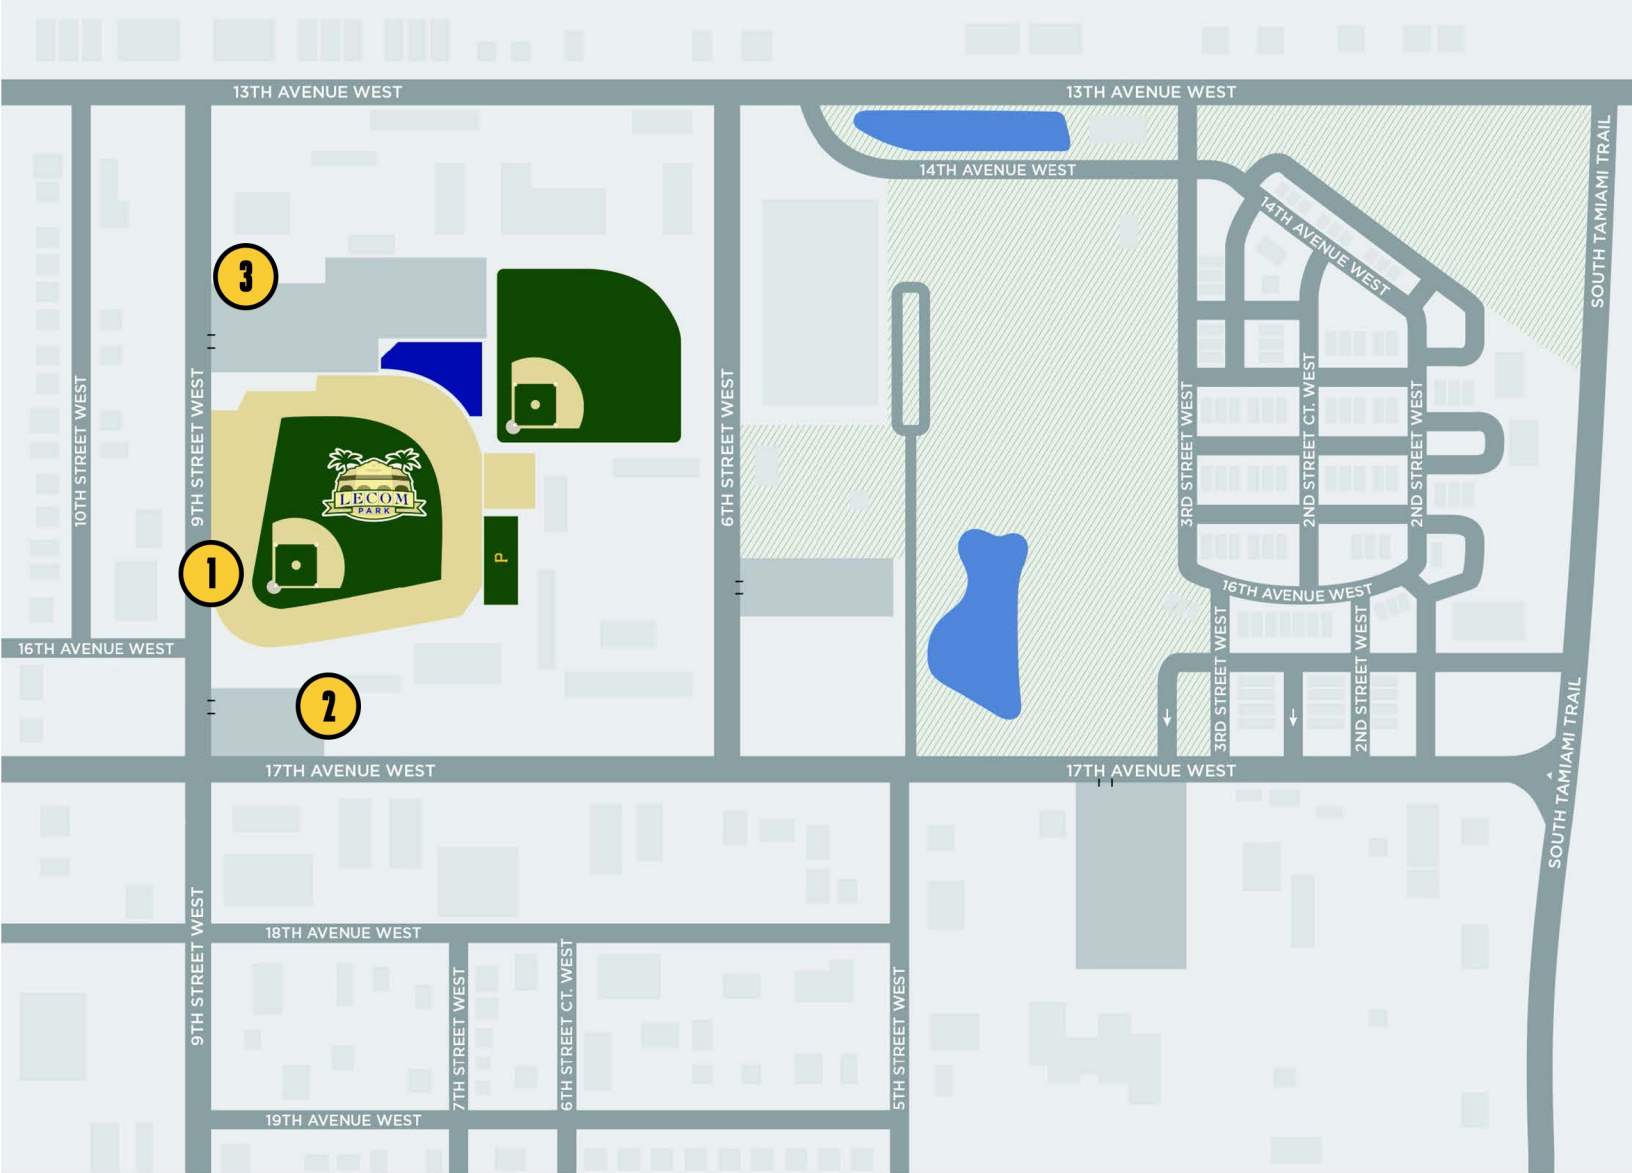 13TH AVENUE WEST
13TH AVENUE WEST
SOUTH TAMIAMI TRAIL
14TH AVENUE WEST
14TH AVENUE WEST
3
10TH STREET WEST
9TH STREET WEST
6TH STREET WEST
3RD STREET WEST
2ND STREET CT. WEST
2ND STREET WEST
LECOM
PARK
P
1
16TH AVENUE WEST
16TH AVENUE WEST
3RD STREET WEST
2ND STREET WEST
2
17TH AVENUE WEST
17TH AVENUE WEST
SOUTH TAMIAMI TRAIL
9TH STREET WEST
18TH AVENUE WEST
7TH STREET WEST
6TH STREET CT. WEST
5TH STREET WEST
19TH AVENUE WEST